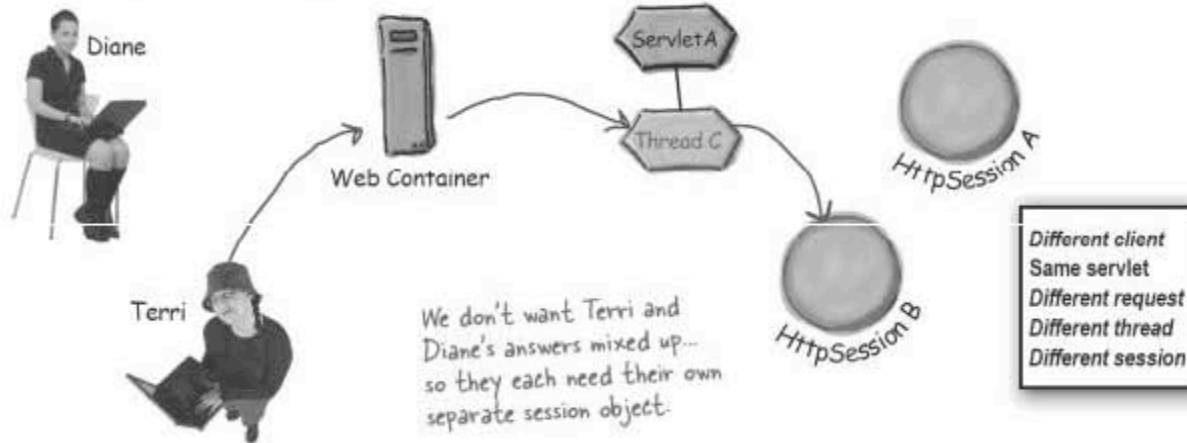 Diane
ServletA
Thread C
Web Container
HttpSession A
Terri
We don't want Terri and
Diane's answers mixed up...
so they each need their own
separate session object.
HttpSession B
Different client
Same servlet
Different request
Different thread
Different session